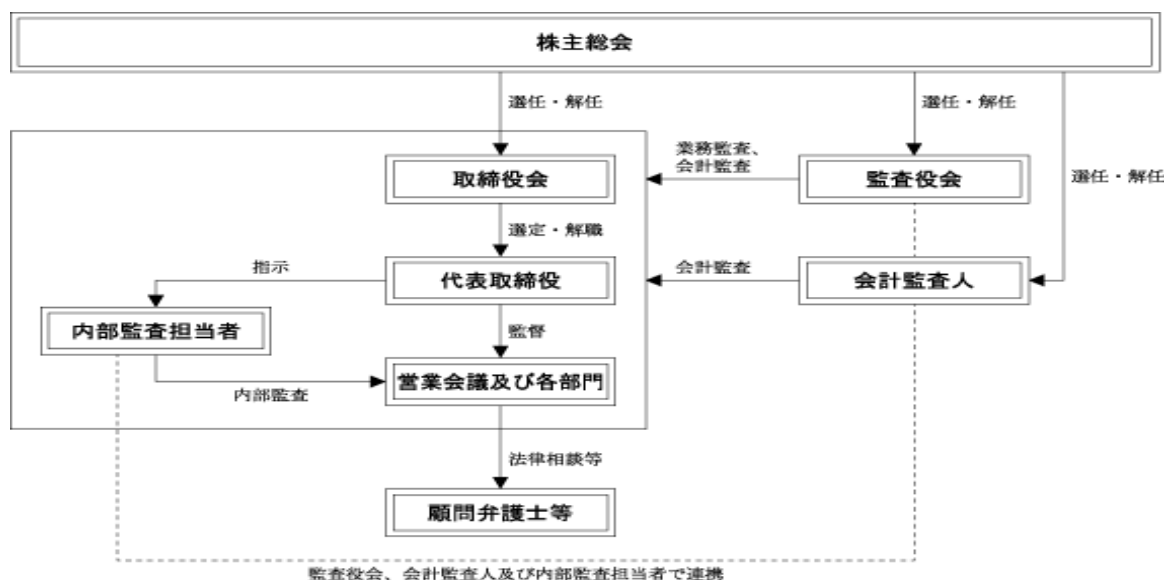 株主総会
選任・解任
選任・解任
選任・解任
業務監査、
会計監査
取締役会
監査役会
選定・解職
指示
代表取締役
会計監査
会計監査人
内部監査担当者
監督
内部監査
営業会議及び各部門
法律相談等
顧問弁護士等
監査役会、会計監査人及び内部監査担当者で連携